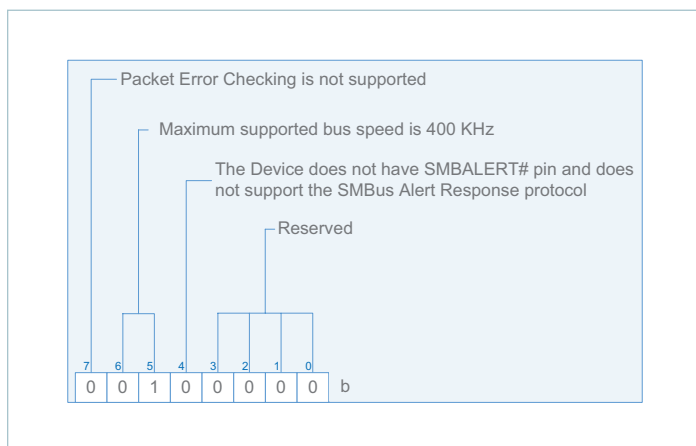 Packet Error Checking is not supported
Maximum supported bus speed is 400 KHz
The Device does not have SMBALERT# pin and does
not support the SMBus Alert Response protocol
Reserved
7 6 5 4 3 2 1 0
0 0 1 0 0 0 0 0 b